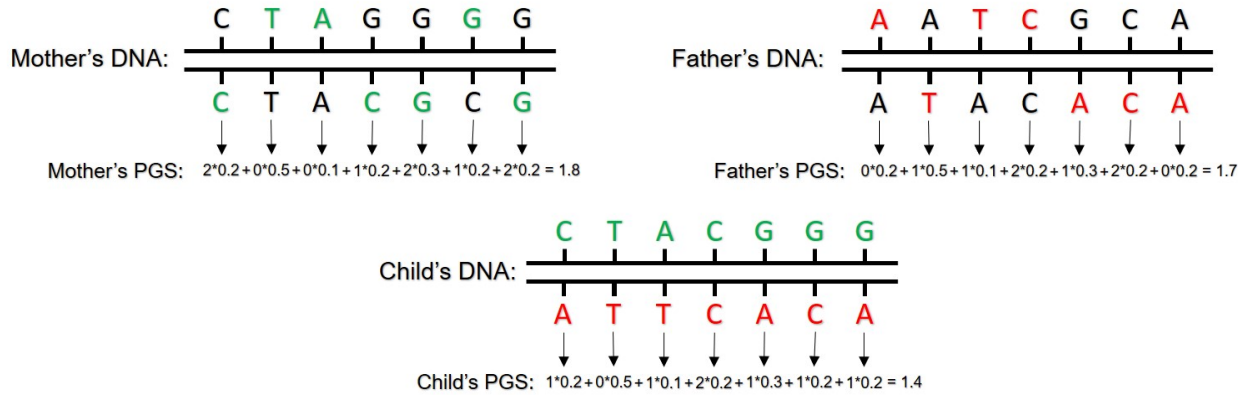 C T A G G G G
Mother's DNA:
C T A C G C G
Mother's PGS: 2*0.2 + 0*0.5 + 0*0.1 + 1*0.2 + 2*0.3 + 1*0.2 + 2*0.2 = 1.8
A A T C G C A
Father's DNA:
A T A C A C A
Father's PGS: 0*0.2 + 1*0.5 + 1*0.1 + 2*0.2 + 1*0.3 + 2*0.2 + 0*0.2 = 1.7
C T A C G G G
Child's DNA:
A T T C A C A
Child's PGS: 1*0.2 + 0*0.5 + 1*0.1 + 2*0.2 + 1*0.3 + 1*0.2 + 1*0.2 = 1.4